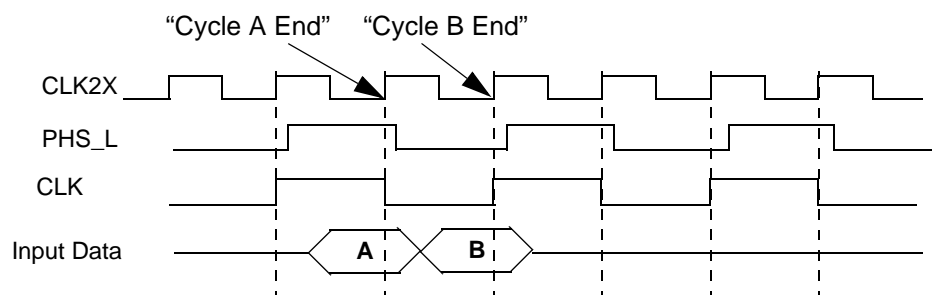 “Cycle A End” “Cycle B End”
CLK2X
PHS_L
CLK
Input Data A B